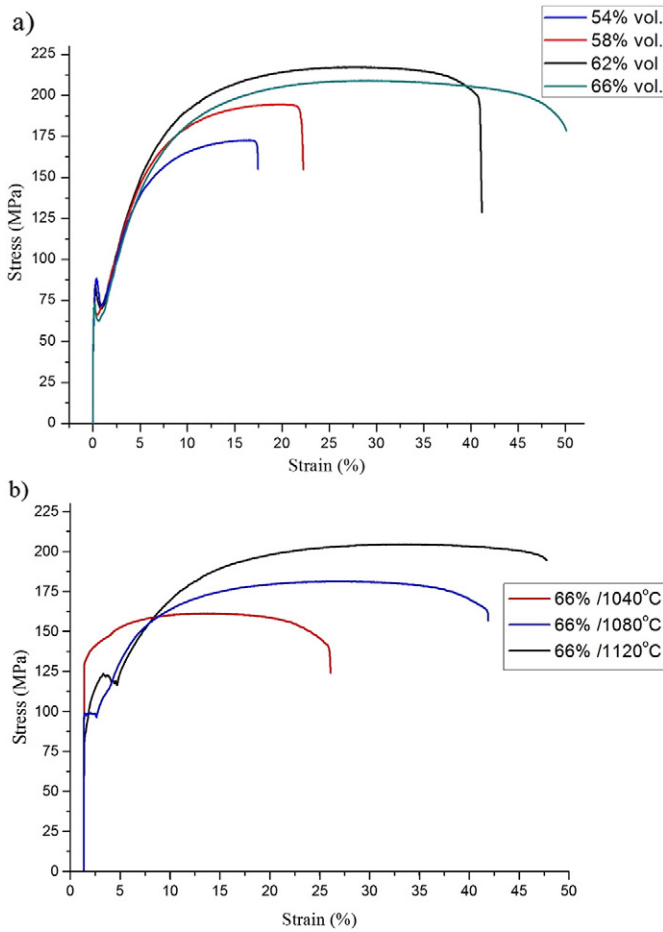 a)
54% vol.
58% vol.
62% vol
66% vol.
225
200
175
150
125
100
75
50
25
0
Stress (MPa)
0 5 10 15 20 25 30 35 40 45 50
Strain (%)
b)
225
200
175
150
125
100
75
50
25
0
Stress (MPa)
66% /1040°C
66% /1080°C
66% /1120°C
0 5 10 15 20 25 30 35 40 45 50
Strain (%)